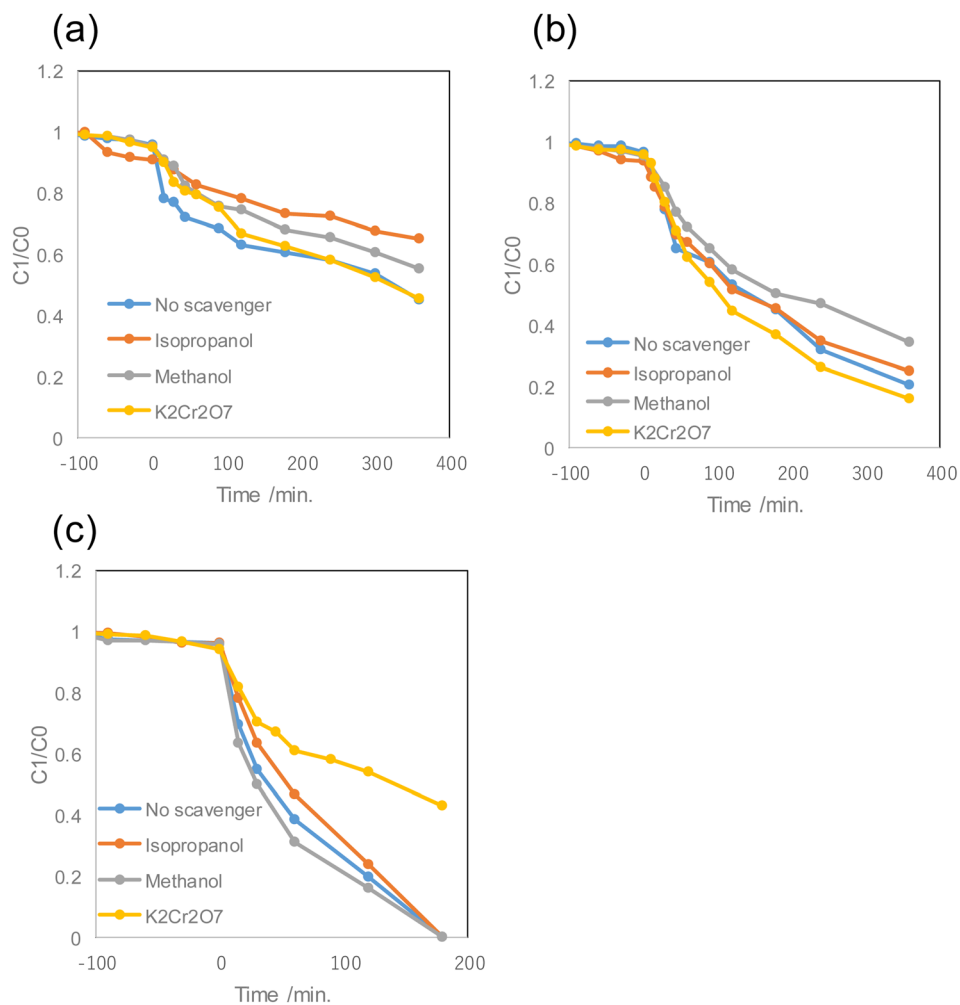 (a)
1.2
1
0.8
0.6
0.4
0.2
0
C1/C0
No scavenger
Isopropanol
Methanol
K2Cr2O7
-100 0 100 200 300 400
Time /min.
(b)
1.2
1
0.8
0.6
0.4
0.2
0
C1/C0
No scavenger
Isopropanol
Methanol
K2Cr2O7
-100 0 100 200 300 400
Time /min.
(c)
1.2
1
0.8
0.6
0.4
0.2
0
C1/C0
No scavenger
Isopropanol
Methanol
K2Cr2O7
-100 0 100 200
Time /min.